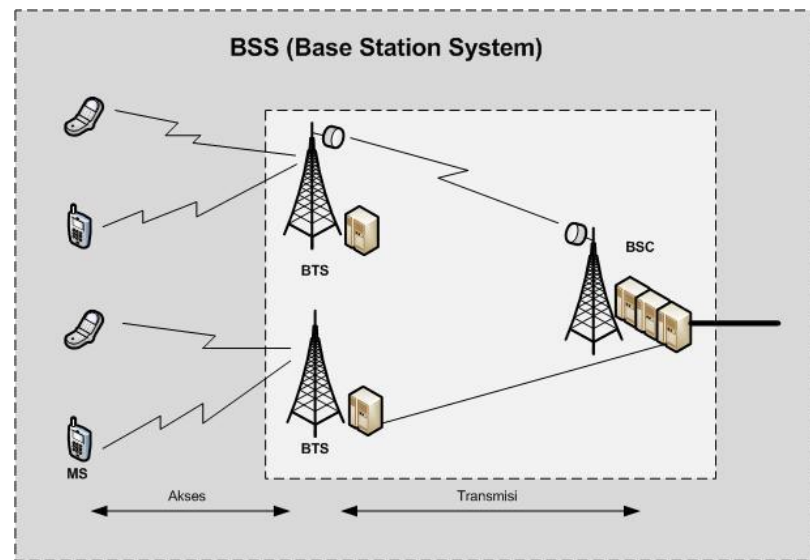 BSS (Base Station System)
BTS
BSC
BTS
MS
Akses
Transmisi